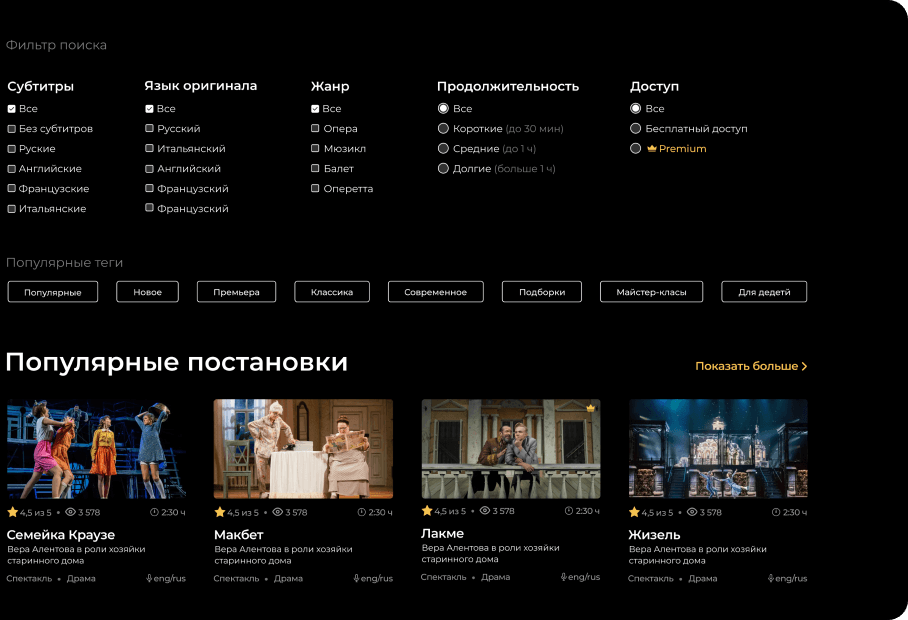 Фильтр поиска
Субтитры
Все
Без субтитров
Руские
Английские
Французские
Итальянские
Язык оригинала
Все
Русский
Итальянский
Английский
Французский
Французский
Жанр
Все
Опера
Мюзикл
Балет
Оперетта
Продолжительность
Все
Короткие (до 30 мин)
Средние (до 1 ч)
Долгие (больше 1 ч)
Доступ
Все
Бесплатный доступ
Premium
Популярные теги
Популярные
Новое
Премьера
Классика
Современное
Подборки
Майстер-класы
Для дедетй
Популярные постановки
Показать больше
4,5 из 5 • 3 578 2:30 ч
Семейка Краузе
Вера Алентова в роли хозяйки
старинного дома
Спектакль • Драма eng/rus
4,5 из 5 • 3 578 2:30 ч
Макбет
Вера Алентова в роли хозяйки
старинного дома
Спектакль • Драма eng/rus
4,5 из 5 • 3 578 2:30 ч
Лакме
Вера Алентова в роли хозяйки
старинного дома
Спектакль • Драма eng/rus
4,5 из 5 • 3 578 2:30 ч
Жизель
Вера Алентова в роли хозяйки
старинного дома
Спектакль • Драма eng/rus